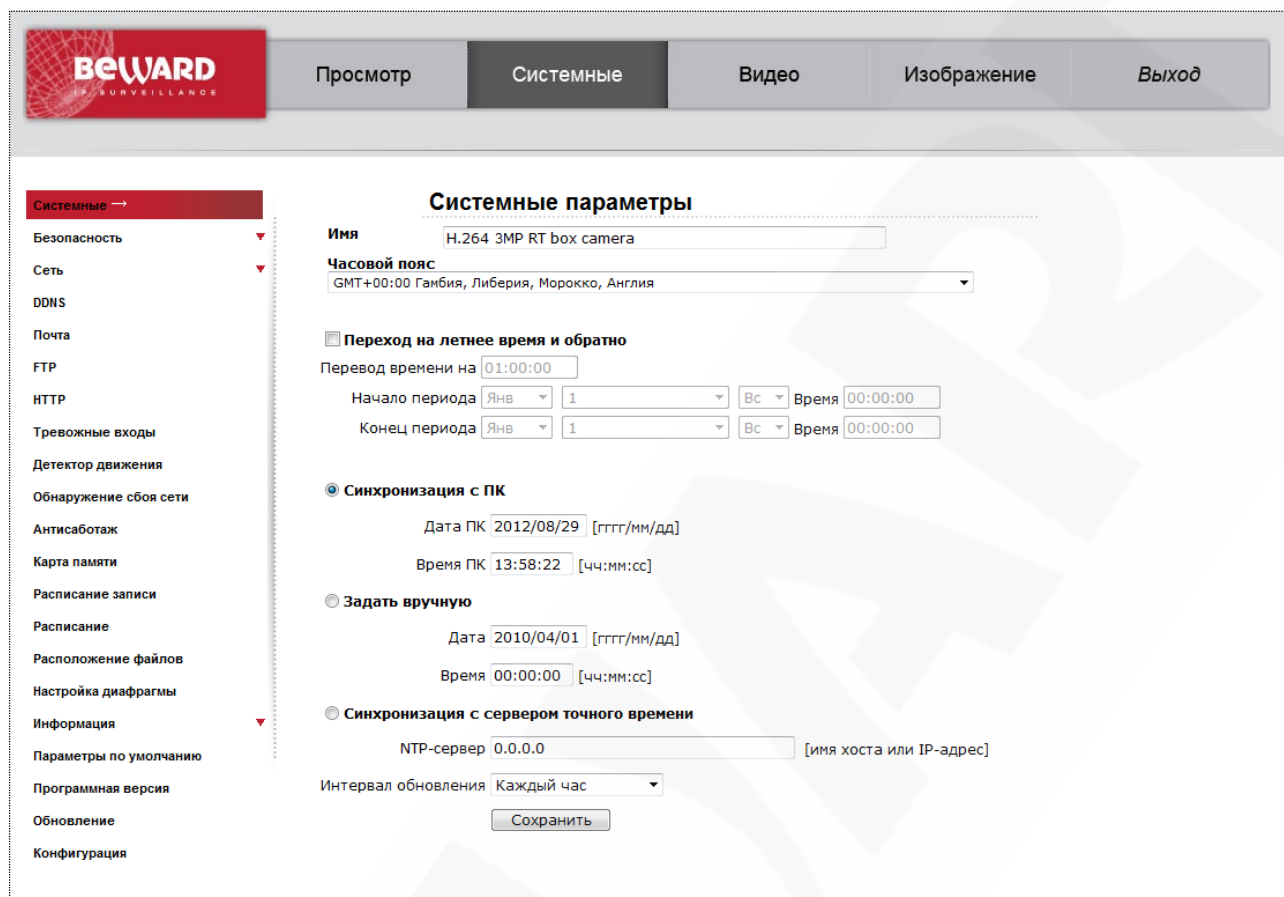 BEWARD
IP SURVEILLANCE
Просмотр
Системные
Видео
Изображение
Выход
Системные →
Безопасность
Сеть
DDNS
Почта
FTP
HTTP
Тревожные входы
Детектор движения
Обнаружение сбоя сети
Антисаботаж
Карта памяти
Расписание записи
Расписание
Расположение файлов
Настройка диафрагмы
Информация
Параметры по умолчанию
Программная версия
Обновление
Конфигурация
Системные параметры
Имя H.264 3MP RT box camera
Часовой пояс
GMT+00:00 Гамбия, Либерия, Морокко, Англия
Переход на летнее время и обратно
Перевод времени на 01:00:00
Начало периода Янв 1 Вс Время 00:00:00
Конец периода Янв 1 Вс Время 00:00:00
Синхронизация с ПК
Дата ПК 2012/08/29 [гггг/мм/дд]
Время ПК 13:58:22 [чч:мм:сс]
Задать вручную
Дата 2010/04/01 [гггг/мм/дд]
Время 00:00:00 [чч:мм:сс]
Синхронизация с сервером точного времени
NTP-сервер 0.0.0.0 [имя хоста или IP-адрес]
Интервал обновления Каждый час
Сохранить